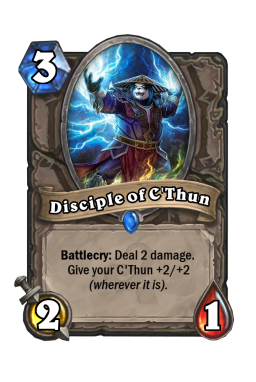 3
Disciple of C'Thun
Battlecry: Deal 2 damage.
Give your C'Thun +2/+2
(wherever it is).
2
1